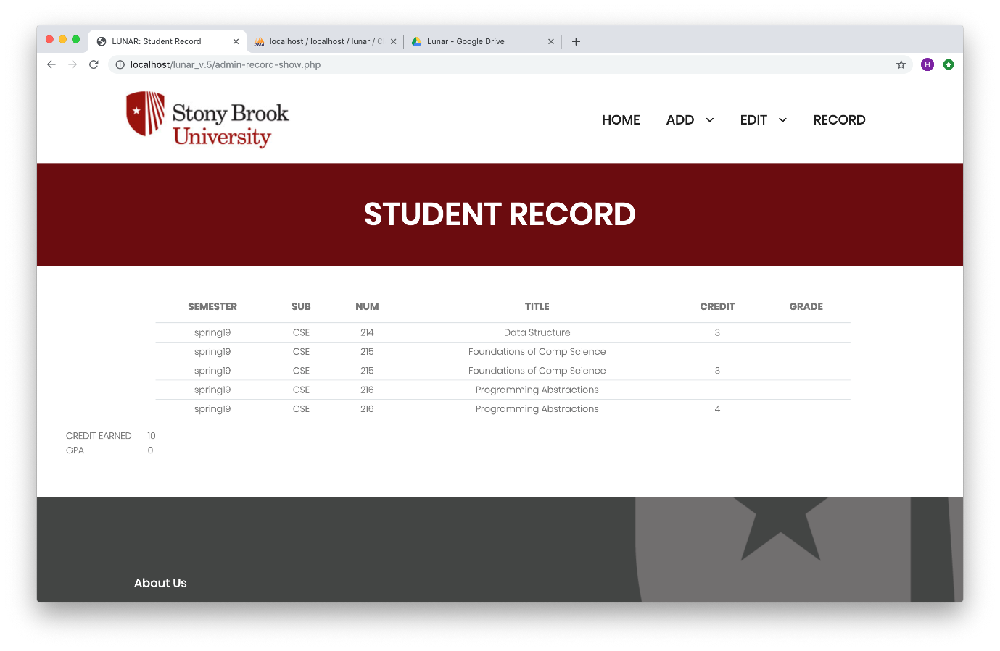 LUNAR: Student Record
localhost / localhost / lunar / C
Lunar - Google Drive
localhost/lunar_v.5/admin-record-show.php
H
Stony Brook
University
HOME ADD EDIT RECORD
STUDENT RECORD
SEMESTER SUB NUM TITLE CREDIT GRADE
spring19 CSE 214 Data Structure 3
spring19 CSE 215 Foundations of Comp Science
spring19 CSE 215 Foundations of Comp Science 3
spring19 CSE 216 Programming Abstractions
spring19 CSE 216 Programming Abstractions 4
CREDIT EARNED 10
GPA 0
About Us